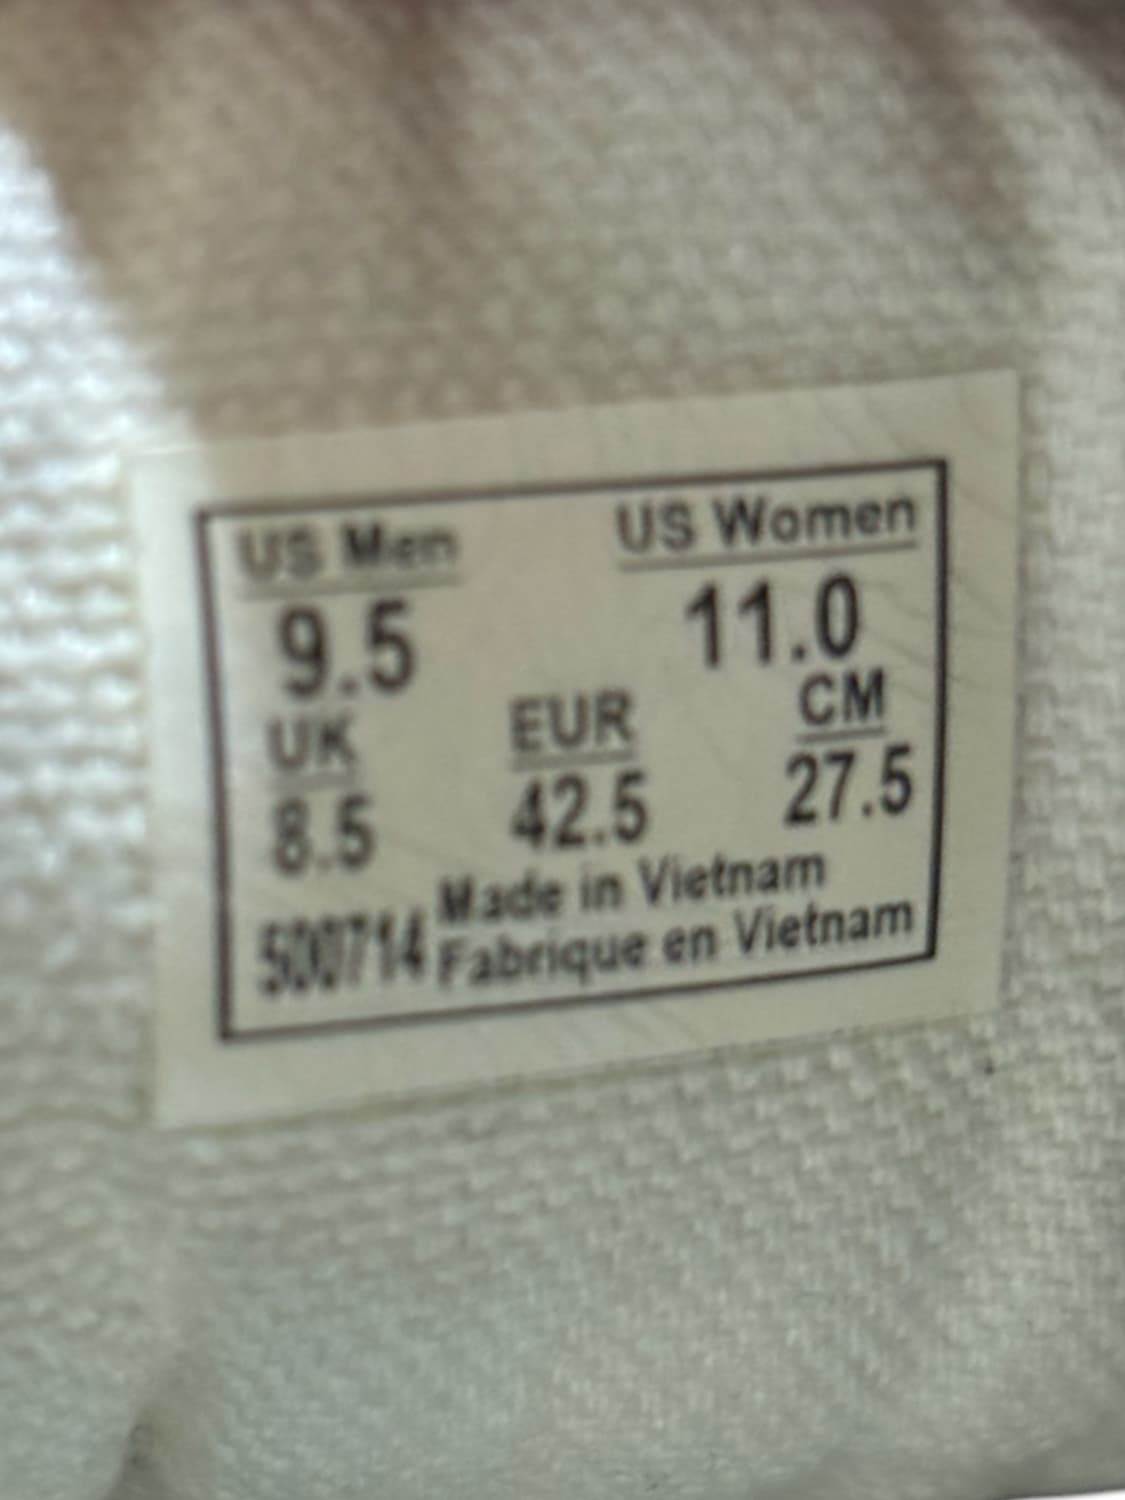 US Men US Women
9.5 11.0
UK EUR CM
8.5 42.5 27.5
Made in Vietnam
500714 Fabrique en Vietnam